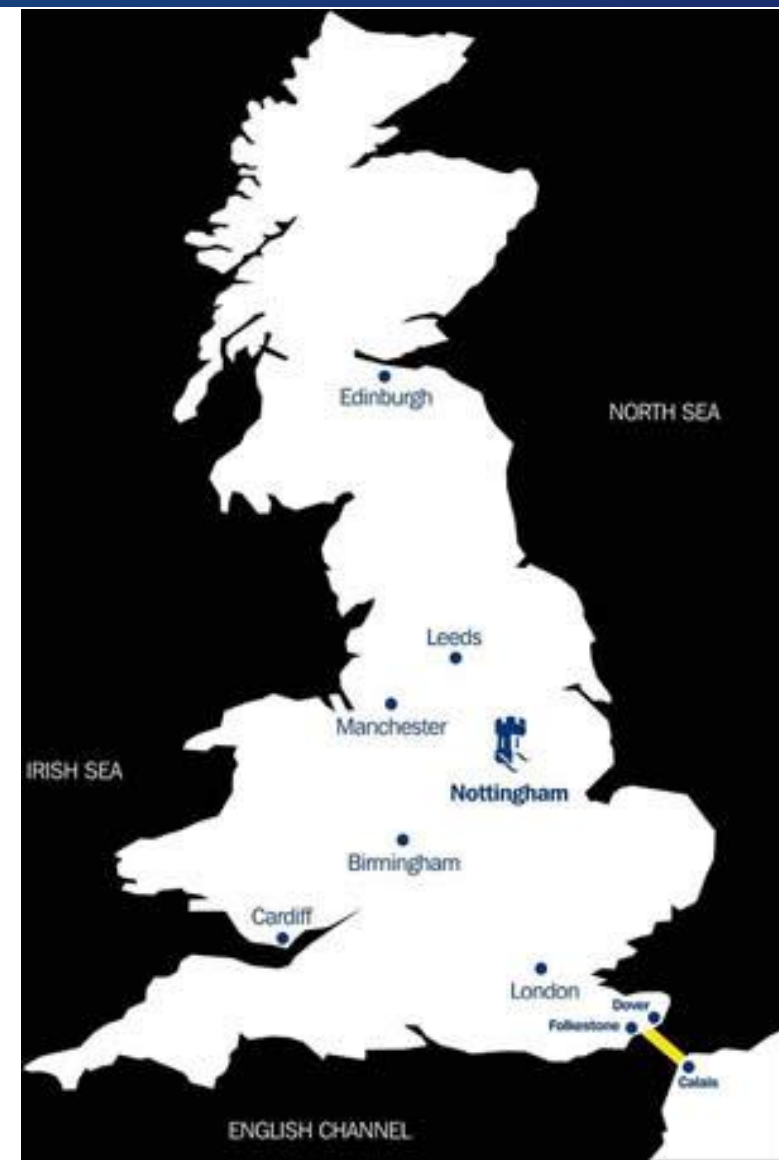 Edinburgh
NORTH SEA
Leeds
Manchester
IRISH SEA
Nottingham
Birmingham
Cardiff
London
Dover
Folkestone
Calais
ENGLISH CHANNEL